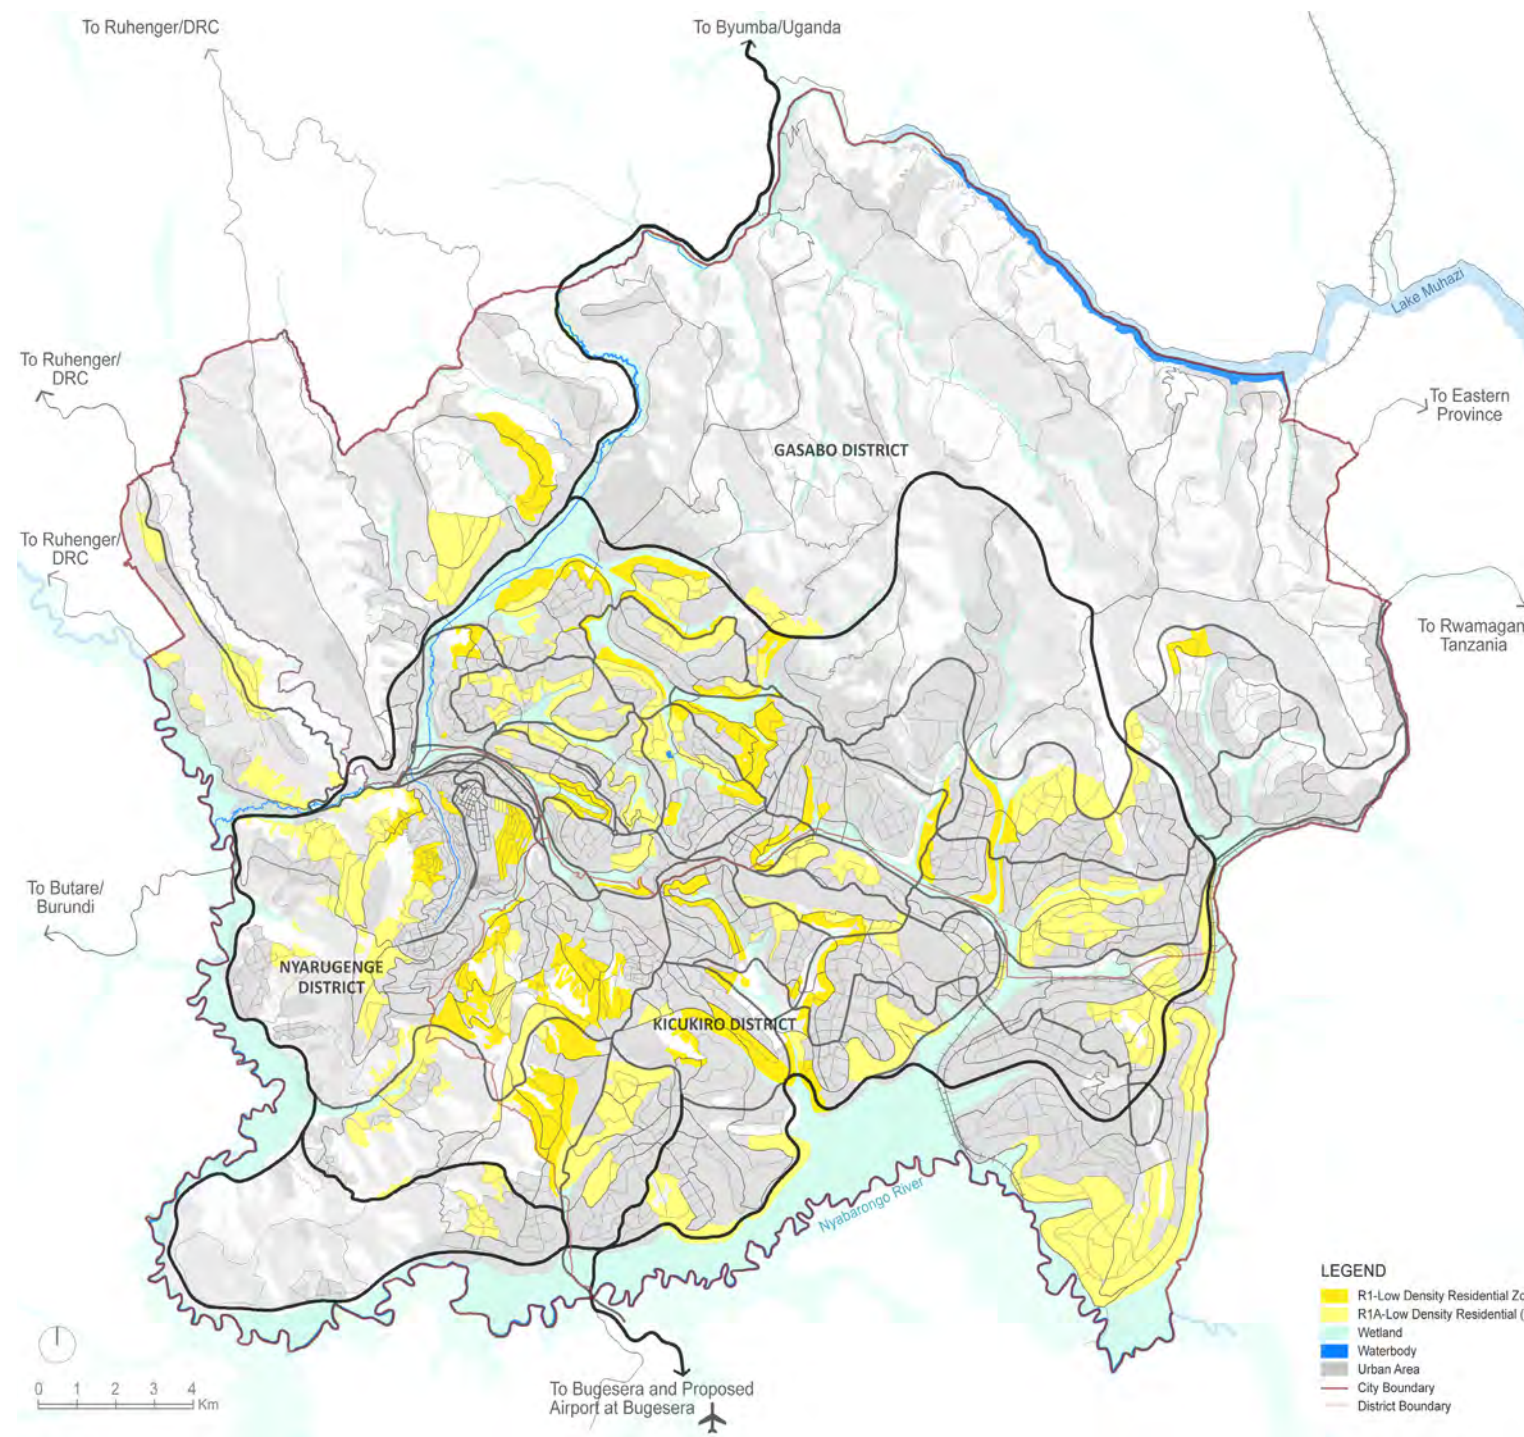 To Ruhenger/DRC
To Byumba/Uganda
Lake Muhazi
To Ruhenger/
DRC
To Eastern
Province
GASABO DISTRICT
To Ruhenger/
DRC
To Rwamagan
Tanzania
To Butare/
Burundi
NYARUGENGE
DISTRICT
KICUKIRO DISTRICT
Nyabarongo River
LEGEND
R1-Low Density Residential Zo
R1A-Low Density Residential (
Wetland
Waterbody
Urban Area
City Boundary
District Boundary
0 1 2 3 4
Km
To Bugesera and Proposed
Airport at Bugesera